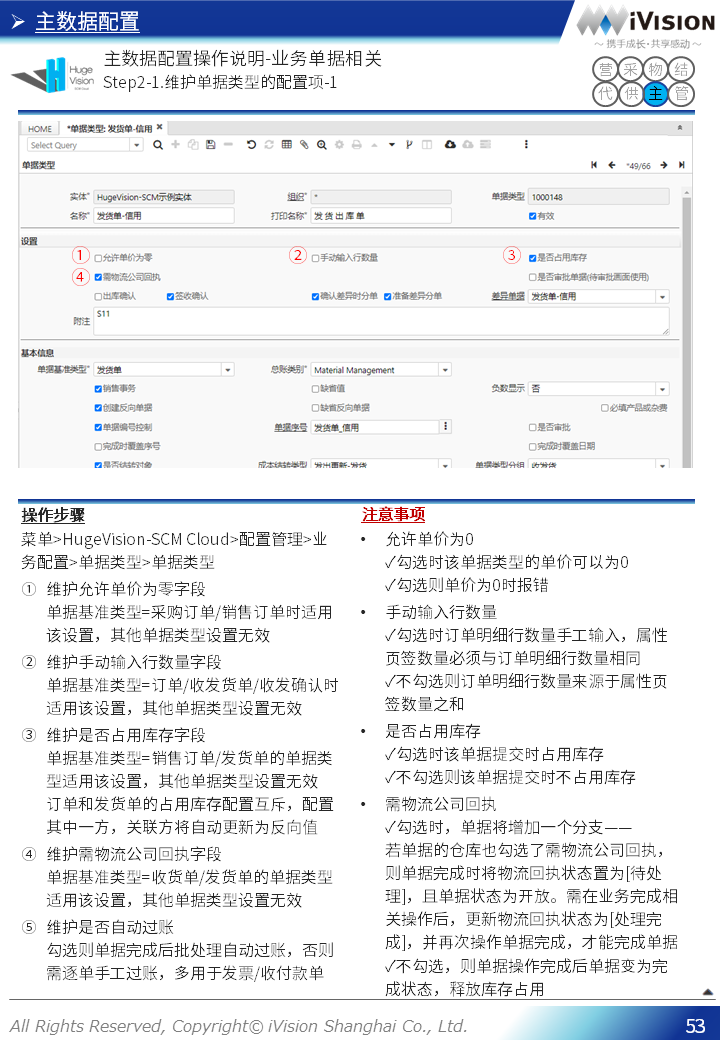 主数据配置
iVision
～ 携手成长·共享感动 ～
主数据配置操作说明-业务单据相关
Step2-1.维护单据类型的配置项-1
Huge
Vision
营 采 物 结
代 供 主 管
HOME *单据类型: 发货单-信用
Select Query
单据类型 *49/66
实体* HugeVision-SCM示例实体 组织* * 单据类型 1000148
名称* 发货单-信用 打印名称* 发 货 出 库 单 有效
设置
① 允许单价为零 ② 手动输入行数量 ③ 是否占用库存
④ 需物流公司回执 是否审批单据(待审批画面使用)
出库确认 签收确认 确认差异时分单 准备差异分单 差异单据 发货单-信用
附注 S11
基本信息
单据基准类型* 发货单 总账类别* Material Management
销售事务 缺省值 负数显示 否
创建反向单据 缺省反向单据 必填产品或杂费
单据编号控制 单据序号 发货单_信用 是否审批
完成时覆盖序号 完成时覆盖日期
是否结转对象 成本结转类型 发出更新-发货 单据类型分组 收发货
操作步骤
菜单>HugeVision-SCM Cloud>配置管理>业
务配置>单据类型>单据类型
① 维护允许单价为零字段
单据基准类型=采购订单/销售订单时适用
该设置，其他单据类型设置无效
② 维护手动输入行数量字段
单据基准类型=订单/收发货单/收发确认时
适用该设置，其他单据类型设置无效
③ 维护是否占用库存字段
单据基准类型=销售订单/发货单的单据类
型适用该设置，其他单据类型设置无效
订单和发货单的占用库存配置互斥，配置
其中一方，关联方将自动更新为反向值
④ 维护需物流公司回执字段
单据基准类型=收货单/发货单的单据类型
适用该设置，其他单据类型设置无效
⑤ 维护是否自动过账
勾选则单据完成后批处理自动过账，否则
需逐单手工过账，多用于发票/收付款单
注意事项
• 允许单价为0
✓勾选时该单据类型的单价可以为0
✓勾选则单价为0时报错
• 手动输入行数量
✓勾选时订单明细行数量手工输入，属性
页签数量必须与订单明细行数量相同
✓不勾选则订单明细行数量来源于属性页
签数量之和
• 是否占用库存
✓勾选时该单据提交时占用库存
✓不勾选则该单据提交时不占用库存
• 需物流公司回执
✓勾选时，单据将增加一个分支——
若单据的仓库也勾选了需物流公司回执，
则单据完成时将物流回执状态置为[待处
理]，且单据状态为开放。需在业务完成相
关操作后，更新物流回执状态为[处理完
成]，并再次操作单据完成，才能完成单据
✓不勾选，则单据操作完成后单据变为完
成状态，释放库存占用
All Rights Reserved, Copyright© iVision Shanghai Co., Ltd.
53